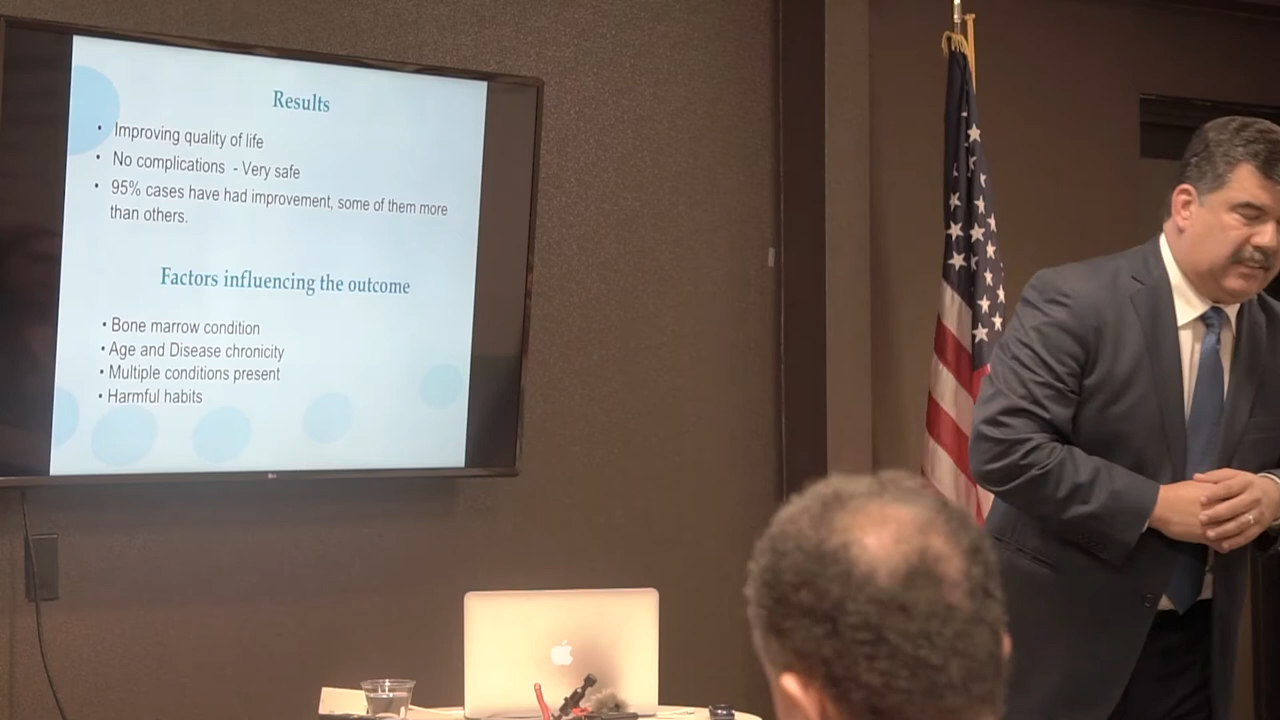 Results
• Improving quality of life
• No complications - Very safe
• 95% cases have had improvement, some of them more
than others.
Factors influencing the outcome
• Bone marrow condition
• Age and Disease chronicity
• Multiple conditions present
• Harmful habits